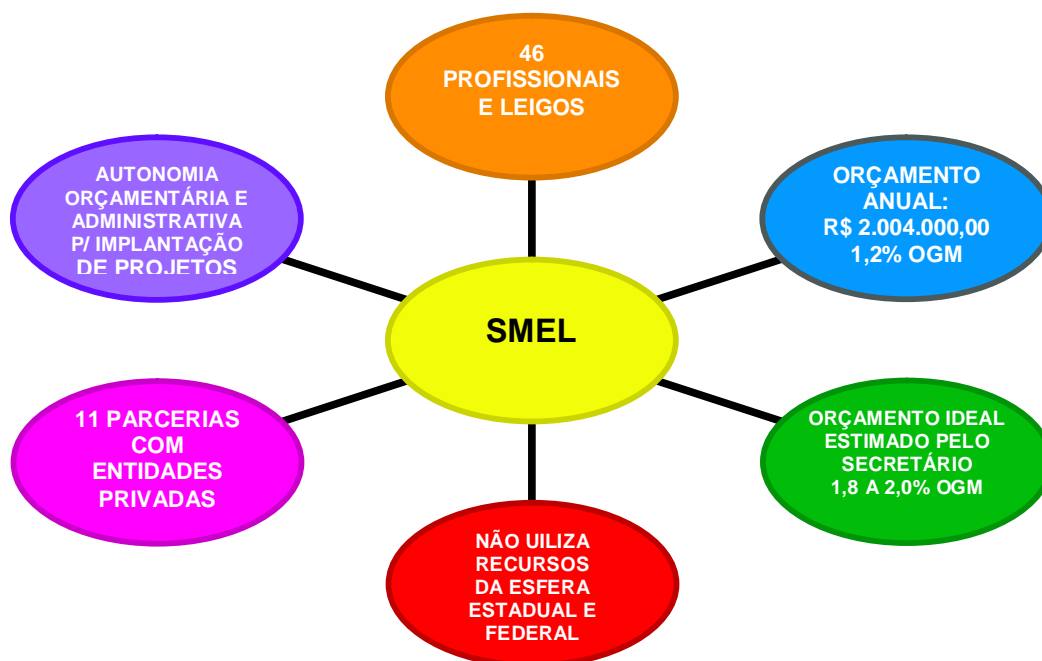 46
PROFISSIONAIS
E LEIGOS
AUTONOMIA
ORÇAMENTÁRIA E
ADMINISTRATIVA
P/ IMPLANTAÇÃO
DE PROJETOS
ORÇAMENTO
ANUAL:
R$ 2.004.000,00
1,2% OGM
SMEL
11 PARCERIAS
COM
ENTIDADES
PRIVADAS
ORÇAMENTO IDEAL
ESTIMADO PELO
SECRETÁRIO
1,8 A 2,0% OGM
NÃO UILIZA
RECURSOS
DA ESFERA
ESTADUAL E
FEDERAL